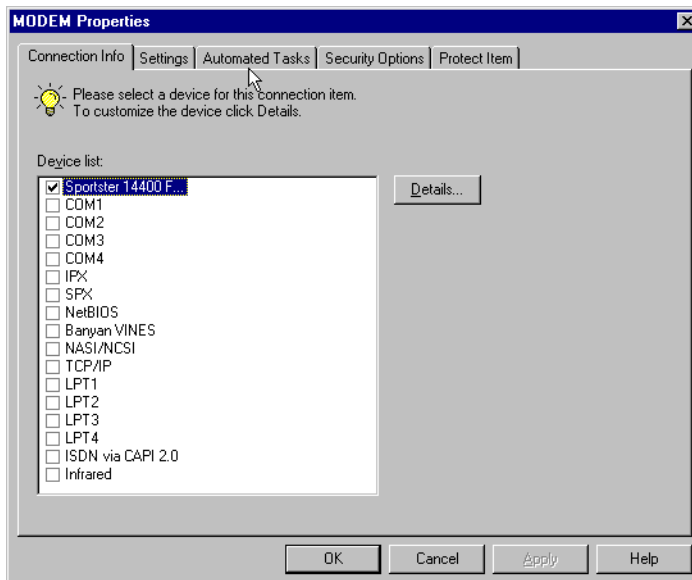 MODEM Properties
Connection Info Settings Automated Tasks Security Options Protect Item
Please select a device for this connection item.
To customize the device click Details.
Device list:
Sportster 14400 F...
Details...
COM1
COM2
COM3
COM4
IPX
SPX
NetBIOS
Banyan VINES
NASI/NCSI
TCP/IP
LPT1
LPT2
LPT3
LPT4
ISDN via CAPI 2.0
Infrared
OK Cancel Apply Help